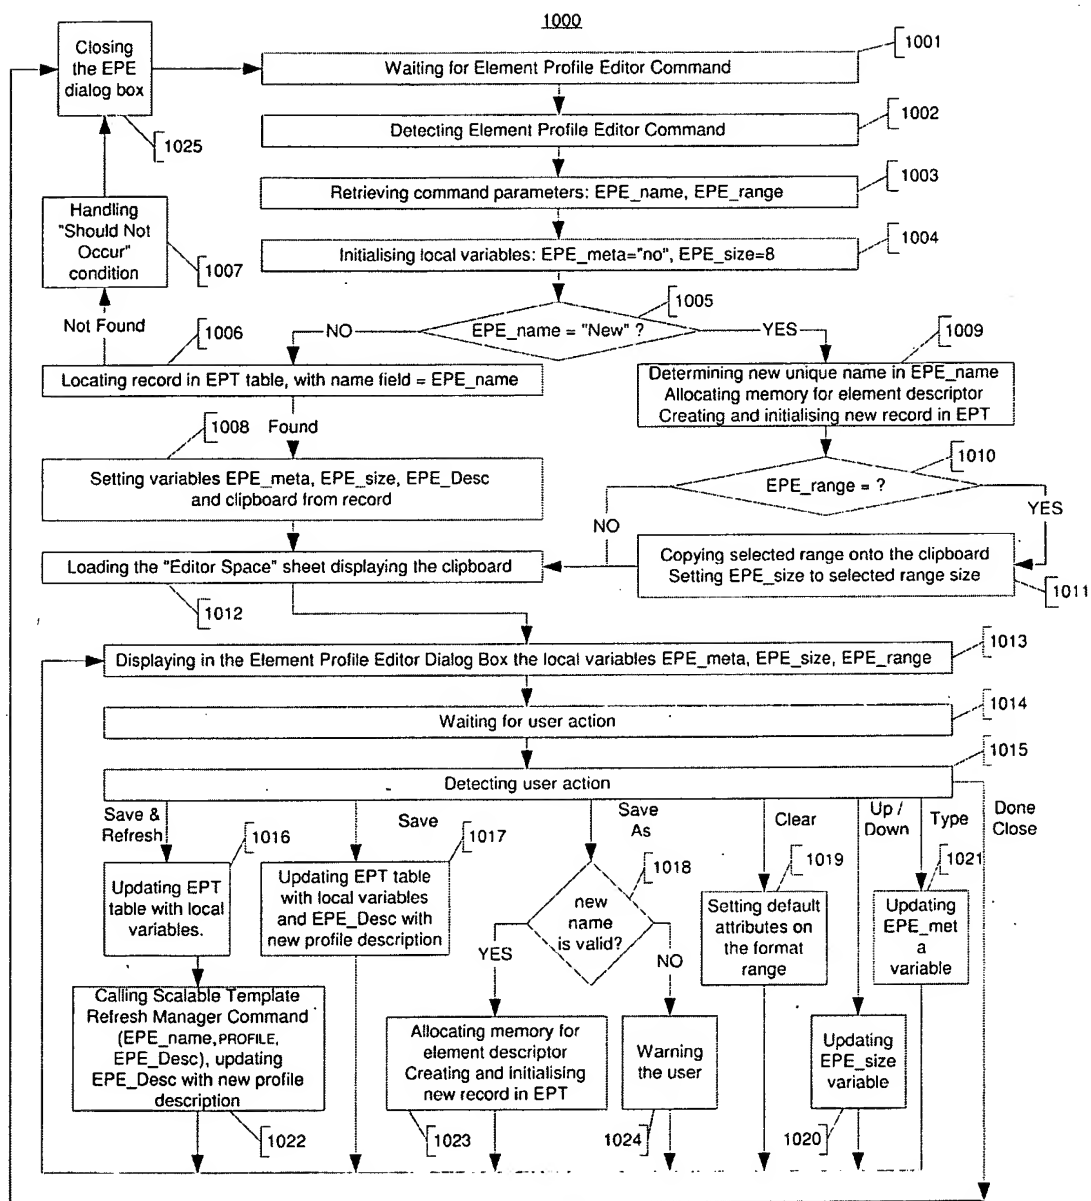 1000
Closing
the EPE
dialog box
1025
Waiting for Element Profile Editor Command
1001
Detecting Element Profile Editor Command
1002
Retrieving command parameters: EPE_name, EPE_range
1003
Handling
"Should Not
Occur"
condition
1007
Initialising local variables: EPE_meta="no", EPE_size=8
1004
Not Found
1006
NO
EPE_name = "New" ?
1005
YES
1009
Locating record in EPT table, with name field = EPE_name
Determining new unique name in EPE_name
Allocating memory for element descriptor
Creating and initialising new record in EPT
1008
Found
Setting variables EPE_meta, EPE_size, EPE_Desc
and clipboard from record
EPE_range = ?
1010
NO
YES
Loading the "Editor Space" sheet displaying the clipboard
1012
Copying selected range onto the clipboard
Setting EPE_size to selected range size
1011
Displaying in the Element Profile Editor Dialog Box the local variables EPE_meta, EPE_size, EPE_range
1013
Waiting for user action
1014
Detecting user action
1015
Save &
Refresh
1016
Save
1017
Save
As
1018
Clear
1019
Up /
Down
Type
1021
Done
Close
Updating EPT
table with local
variables.
Updating EPT table
with local variables
and EPE_Desc with
new profile description
new
name
is valid?
YES
NO
Setting default
attributes on
the format
range
Updating
EPE_met
a
variable
Calling Scalable Template
Refresh Manager Command
(EPE_name, PROFILE,
EPE_Desc), updating
EPE_Desc with new profile
description
1022
Allocating memory for
element descriptor
Creating and initialising
new record in EPT
1023
Warning
the user
1024
Updating
EPE_size
variable
1020